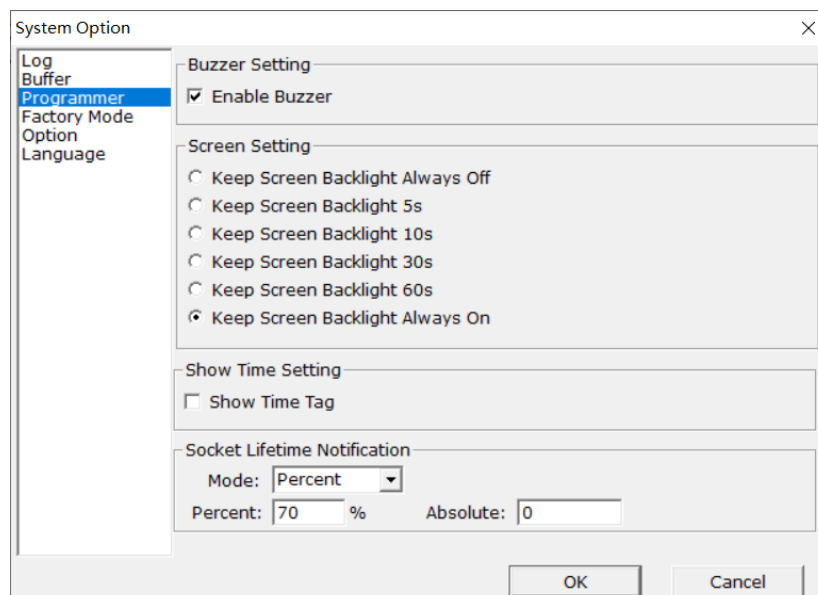 System Option
Log
Buffer
Programmer
Factory Mode
Option
Language
Buzzer Setting
Enable Buzzer
Screen Setting
Keep Screen Backlight Always Off
Keep Screen Backlight 5s
Keep Screen Backlight 10s
Keep Screen Backlight 30s
Keep Screen Backlight 60s
Keep Screen Backlight Always On
Show Time Setting
Show Time Tag
Socket Lifetime Notification
Mode: Percent
Percent: 70 % Absolute: 0
OK Cancel